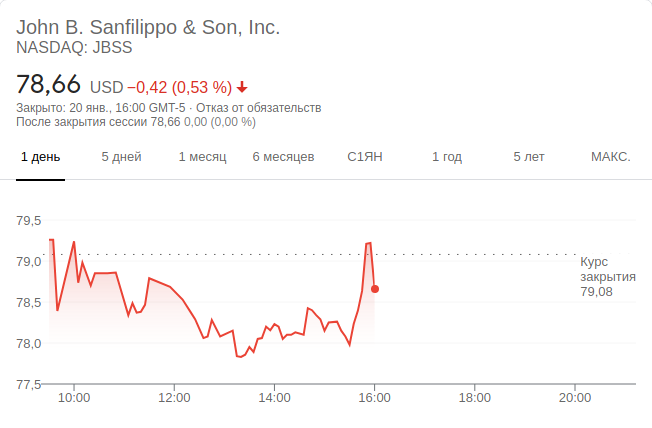 John B. Sanfilippo & Son, Inc.
NASDAQ: JBSS
78,66 USD −0,42 (0,53 %)
Закрыто: 20 янв., 16:00 GMT-5 · Отказ от обязательств
После закрытия сессии 78,66 0,00 (0,00 %)
1 день 5 дней 1 месяц 6 месяцев С1ЯН 1 год 5 лет МАКС.
79,5
79,0
78,5
78,0
77,5
Курс
закрытия
79,08
10:00 12:00 14:00 16:00 18:00 20:00